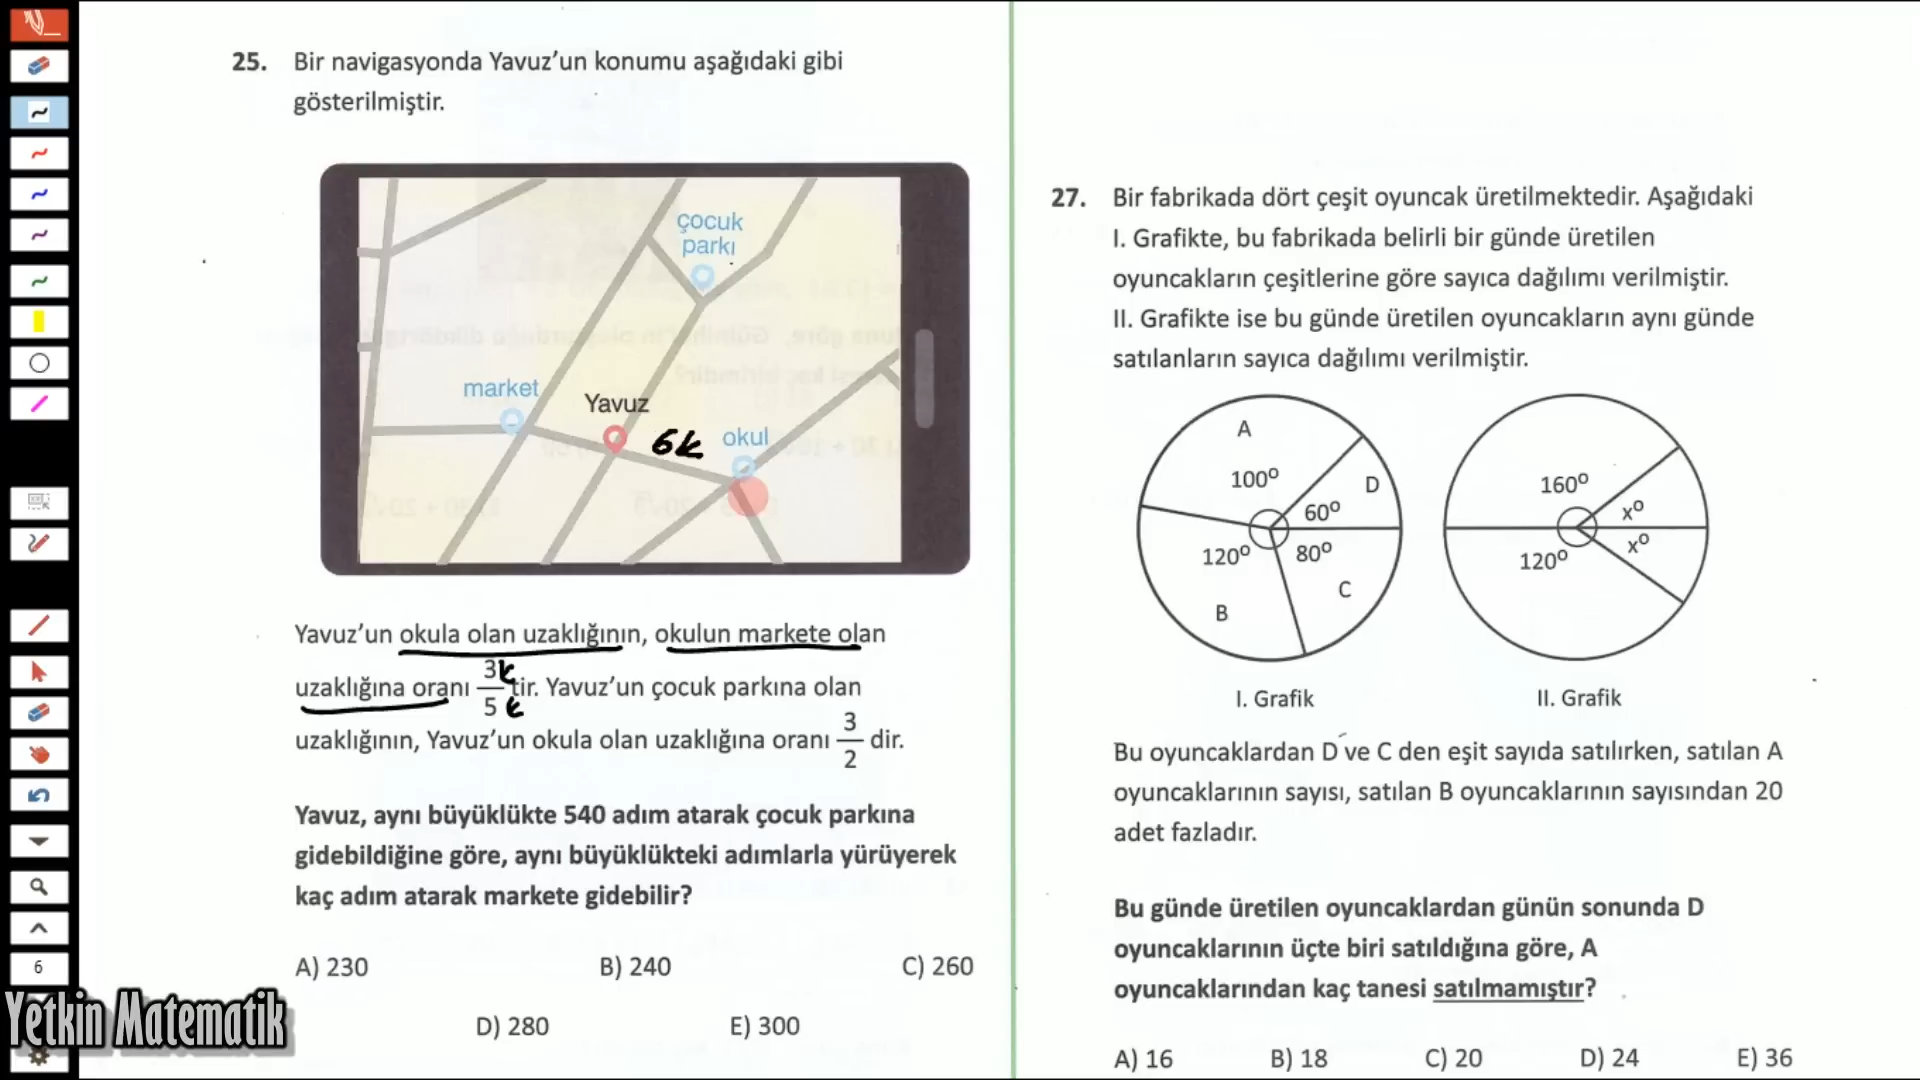 25. Bir navigasyonda Yavuz’un konumu aşağıdaki gibi
gösterilmiştir.
çocuk
parkı
market
Yavuz
6k
okul
Yavuz’un okula olan uzaklığının, okulun markete olan
uzaklığına oranı 3k/5k tir. Yavuz’un çocuk parkına olan
uzaklığının, Yavuz’un okula olan uzaklığına oranı 3/2 dir.
Yavuz, aynı büyüklükte 540 adım atarak çocuk parkına
gidebildiğine göre, aynı büyüklükteki adımlarla yürüyerek
kaç adım atarak markete gidebilir?
A) 230 B) 240 C) 260
D) 280 E) 300
27. Bir fabrikada dört çeşit oyuncak üretilmektedir. Aşağıdaki
I. Grafikte, bu fabrikada belirli bir günde üretilen
oyuncakların çeşitlerine göre sayıca dağılımı verilmiştir.
II. Grafikte ise bu günde üretilen oyuncakların aynı günde
satılanların sayıca dağılımı verilmiştir.
A
100°
D
60°
120°
80°
C
B
160°
x°
x°
120°
I. Grafik
II. Grafik
Bu oyuncaklardan D ve C den eşit sayıda satılırken, satılan A
oyuncaklarının sayısı, satılan B oyuncaklarının sayısından 20
adet fazladır.
Bu günde üretilen oyuncaklardan günün sonunda D
oyuncaklarının üçte biri satıldığına göre, A
oyuncaklarından kaç tanesi satılmamıştır?
A) 16 B) 18 C) 20 D) 24 E) 36
6
Yetkin Matematik